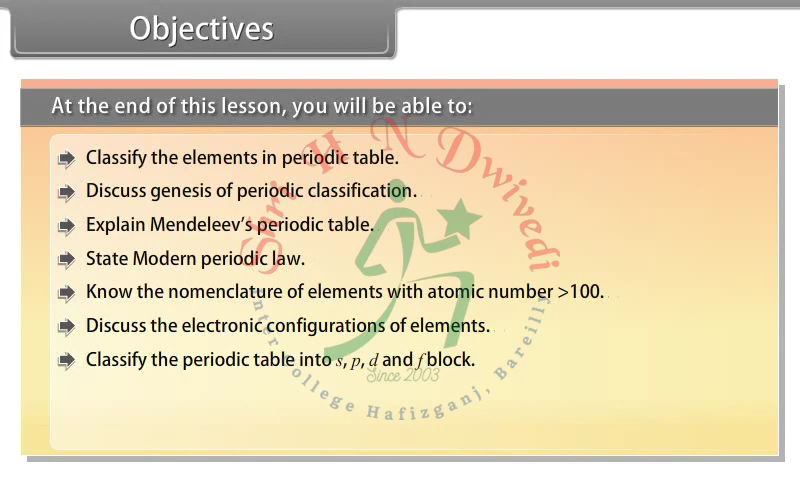 Objectives
At the end of this lesson, you will be able to:
Classify the elements in periodic table.
Discuss genesis of periodic classification.
Explain Mendeleev's periodic table.
State Modern periodic law.
Know the nomenclature of elements with atomic number >100.
Discuss the electronic configurations of elements.
Classify the periodic table into s, p, d and f block.
Shri H N Dwivedi
Inter College Hafizganj, Bareilly
Since 2003